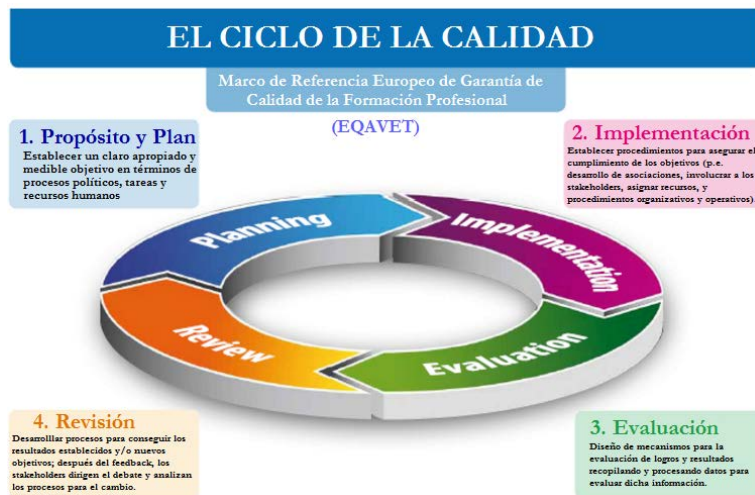 EL CICLO DE LA CALIDAD
Marco de Referencia Europeo de Garantía de
Calidad de la Formación Profesional
(EQAVET)
1. Propósito y Plan
Establecer un claro apropiado y
medible objetivo en términos de
procesos políticos, tareas y
recursos humanos
2. Implementación
Establecer procedimientos para asegurar el
cumplimiento de los objetivos (p.e.
desarrollo de asociaciones, involucrar a los
stakeholders, asignar recursos, y
procedimientos organizativos y operativos).
Planning
Implementation
Review
Evaluation
4. Revisión
Desarolllar procesos para conseguir los
resultados establecidos y/o nuevos
objetivos; después del feedback, los
stakeholders dirigen el debate y analizan
los procesos para el cambio.
3. Evaluación
Diseño de mecanismos para la
evaluación de logros y resultados
recopilando y procesando datos para
evaluar dicha información.